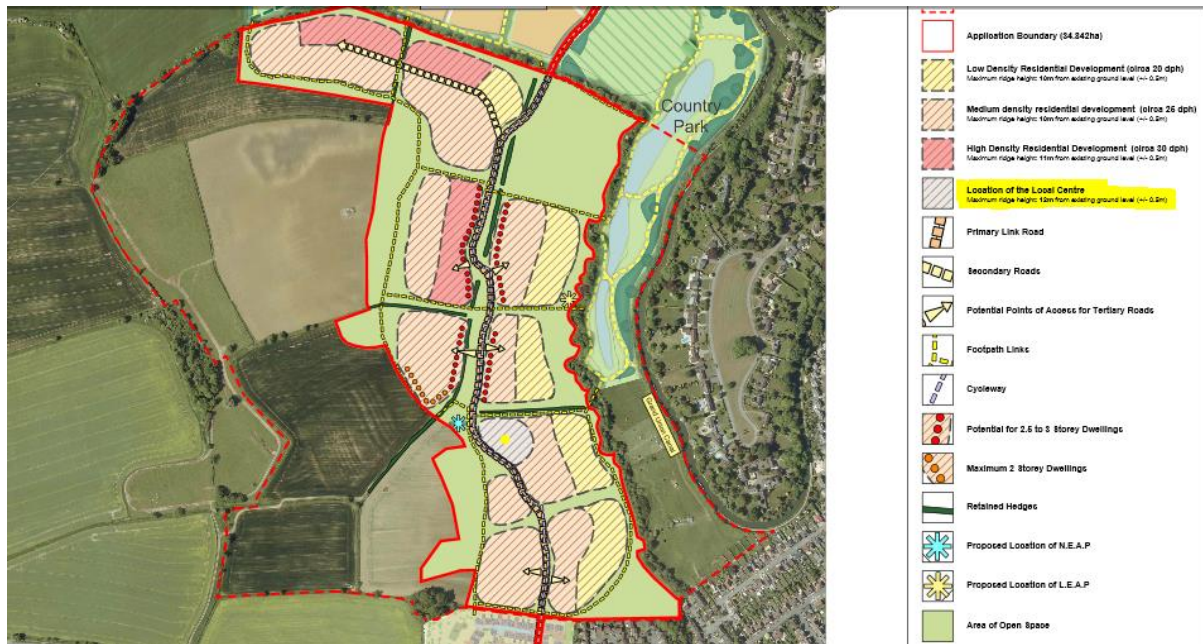 Country
Park
Grand Union Canal
Application Boundary (34.842ha)
Low Density Residential Development (circa 20 dph)
Maximum ridge height: 10m from existing ground level (+/- 0.5m)
Medium density residential development (circa 25 dph)
Maximum ridge height: 10m from existing ground level (+/- 0.5m)
High Density Residential Development (circa 30 dph)
Maximum ridge height: 11m from existing ground level (+/- 0.5m)
Location of the Local Centre
Maximum ridge height: 12m from existing ground level (+/- 0.5m)
Primary Link Road
Secondary Roads
Potential Points of Access for Tertiary Roads
Footpath Links
Cycleway
Potential for 2.5 to 3 Storey Dwellings
Maximum 2 Storey Dwellings
Retained Hedges
Proposed Location of N.E.A.P
Proposed Location of L.E.A.P
Area of Open Space